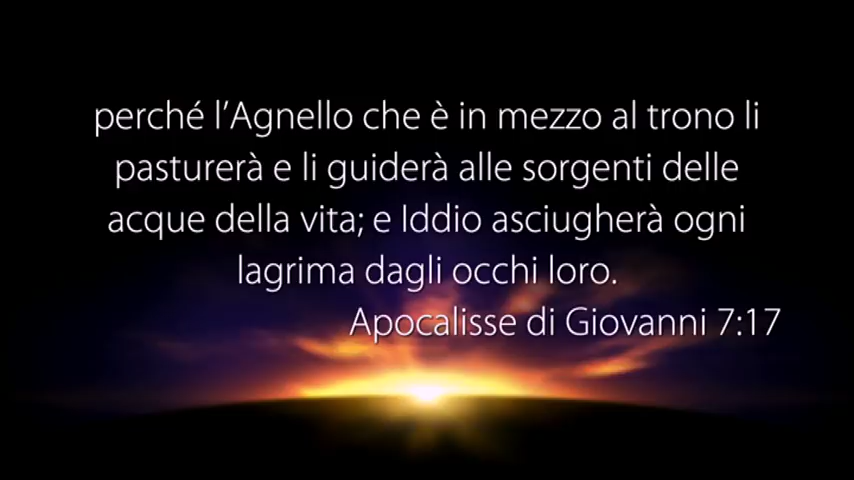 perché l’Agnello che è in mezzo al trono li
pasturerà e li guiderà alle sorgenti delle
acque della vita; e Iddio asciugherà ogni
lagrima dagli occhi loro.
Apocalisse di Giovanni 7:17